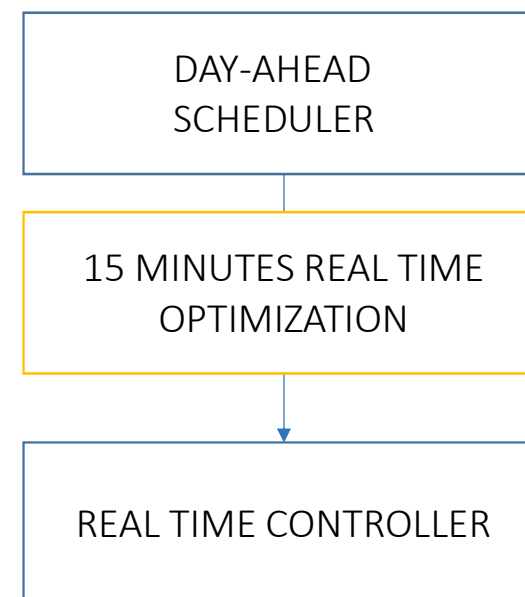 DAY-AHEAD
SCHEDULER
15 MINUTES REAL TIME
OPTIMIZATION
REAL TIME CONTROLLER